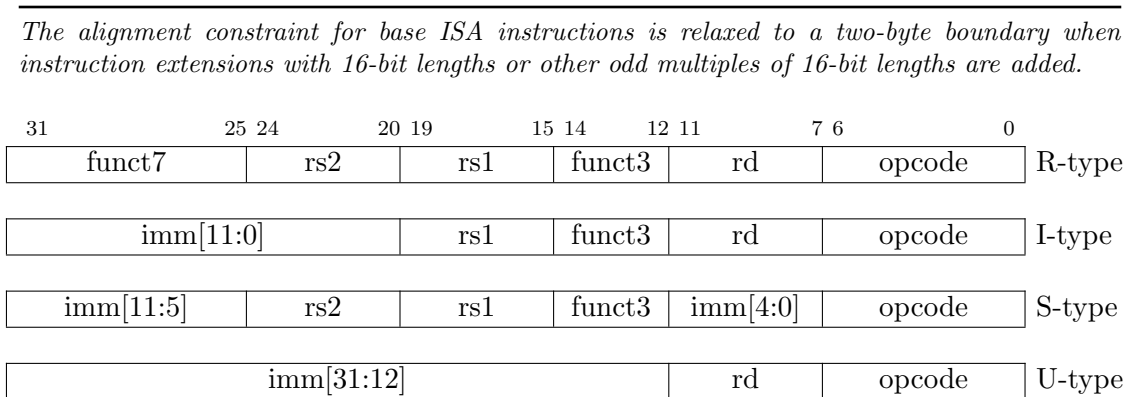 The alignment constraint for base ISA instructions is relaxed to a two-byte boundary when
instruction extensions with 16-bit lengths or other odd multiples of 16-bit lengths are added.
31 25 24 20 19 15 14 12 11 7 6 0
funct7 rs2 rs1 funct3 rd opcode R-type
imm[11:0] rs1 funct3 rd opcode I-type
imm[11:5] rs2 rs1 funct3 imm[4:0] opcode S-type
imm[31:12] rd opcode U-type